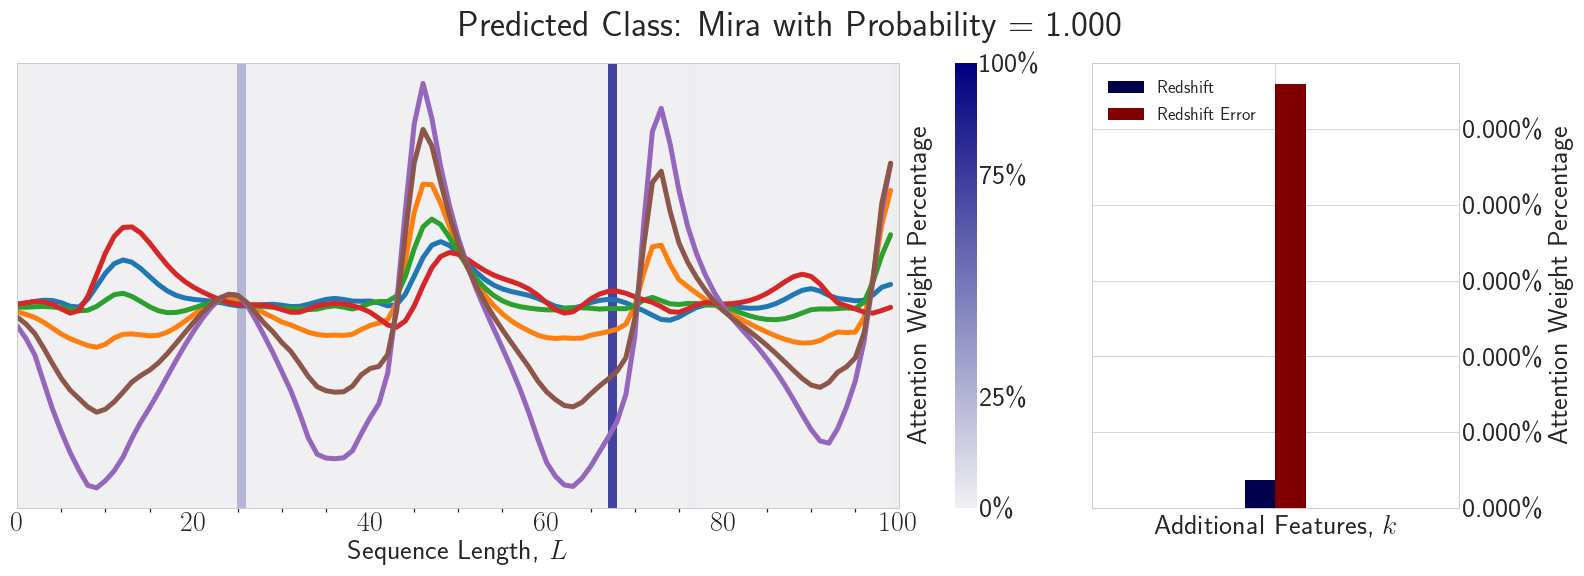 Predicted Class: Mira with Probability = 1.000
100%
75%
25%
0%
Attention Weight Percentage
0
20
40
60
80
100
Sequence Length, L
Redshift
Redshift Error
0.000%
0.000%
0.000%
0.000%
0.000%
0.000%
Attention Weight Percentage
Additional Features, k